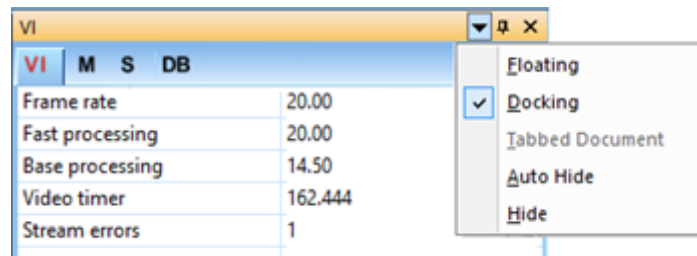 VI
VI M S DB
Frame rate 20.00
Fast processing 20.00
Base processing 14.50
Video timer 162.444
Stream errors 1
Floating
Docking
Tabbed Document
Auto Hide
Hide